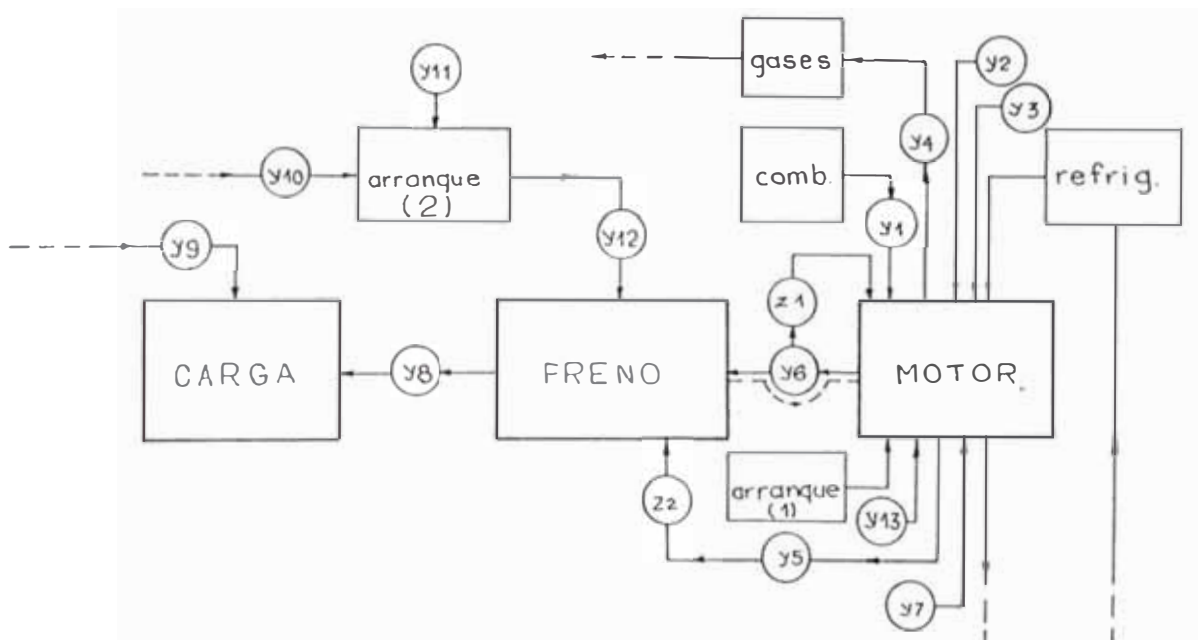 gases
y2
y11
y3
y4
comb.
refrig.
y10
arranque
(2)
y1
y12
y9
z1
CARGA
y8
FRENO
y6
MOTOR.
arranque
(1)
z2
y13
y5
y7